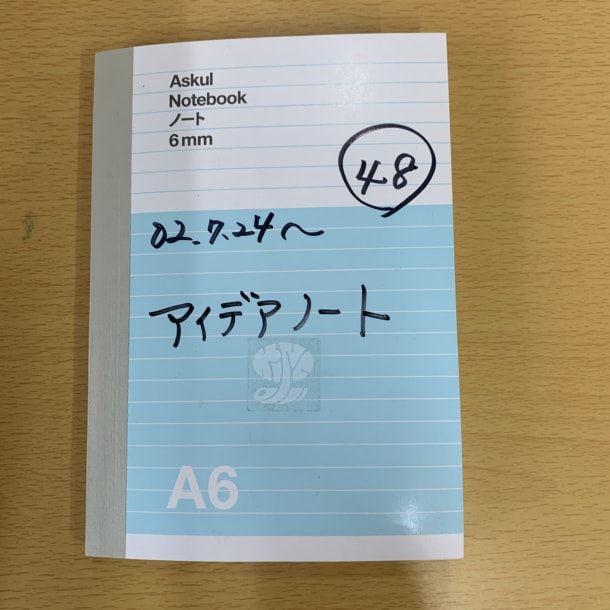 Askul
Notebook
ノート
6mm
48
02.7.24〜
アイデアノート
A6